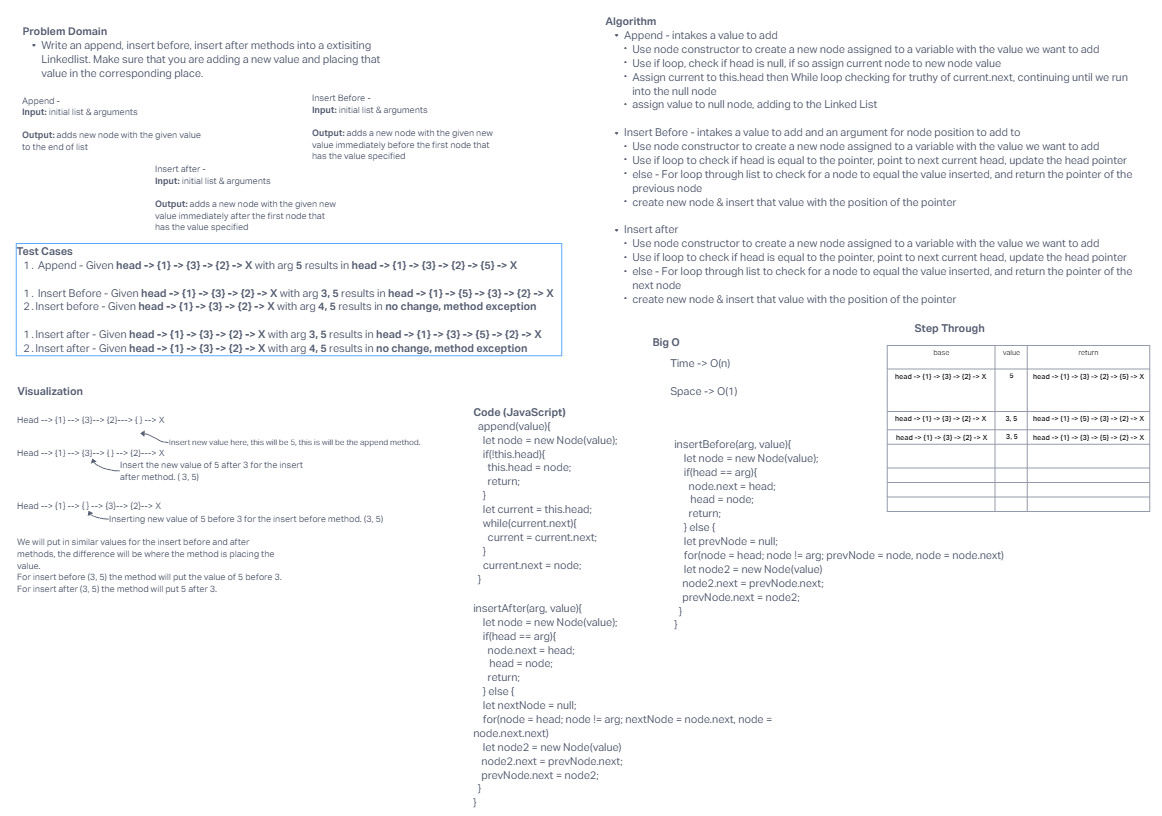 Problem Domain
• Write an append, insert before, insert after methods into a extisiting
Linkedlist. Make sure that you are adding a new value and placing that
value in the corresponding place.
Append -
Input: initial list & arguments
Output: adds new node with the given value
to the end of list
Insert Before -
Input: initial list & arguments
Output: adds a new node with the given new
value immediately before the first node that
has the value specified
Insert after -
Input: initial list & arguments
Output: adds a new node with the given new
value immediately after the first node that
has the value specified
Test Cases
1. Append - Given head -> {1} -> {3} -> {2} -> X with arg 5 results in head -> {1} -> {3} -> {2} -> {5} -> X
1. Insert Before - Given head -> {1} -> {3} -> {2} -> X with arg 3, 5 results in head -> {1} -> {5} -> {3} -> {2} -> X
2. Insert before - Given head -> {1} -> {3} -> {2} -> X with arg 4, 5 results in no change, method exception
1. Insert after - Given head -> {1} -> {3} -> {2} -> X with arg 3, 5 results in head -> {1} -> {3} -> {5} -> {2} -> X
2. Insert after - Given head -> {1} -> {3} -> {2} -> X with arg 4, 5 results in no change, method exception
Visualization
Head --> {1} --> {3}--> {2}---> { } --> X
Insert new value here, this will be 5, this is will be the append method.
Head --> {1} --> {3}--> { } --> {2}---> X
Insert the new value of 5 after 3 for the insert
after method. ( 3, 5)
Head --> {1} --> { } --> {3}--> {2}---> X
Inserting new value of 5 before 3 for the insert before method. (3, 5)
We will put in similar values for the insert before and after
methods, the difference will be where the method is placing the
value.
For insert before (3, 5) the method will put the value of 5 before 3.
For insert after (3, 5) the method will put 5 after 3.
Algorithm
• Append - intakes a value to add
• Use node constructor to create a new node assigned to a variable with the value we want to add
• Use if loop, check if head is null, if so assign current node to new node value
• Assign current to this.head then While loop checking for truthy of current.next, continuing until we run
into the null node
• assign value to null node, adding to the Linked List
• Insert Before - intakes a value to add and an argument for node position to add to
• Use node constructor to create a new node assigned to a variable with the value we want to add
• Use if loop to check if head is equal to the pointer, point to next current head, update the head pointer
• else - For loop through list to check for a node to equal the value inserted, and return the pointer of the
previous node
• create new node & insert that value with the position of the pointer
• Insert after
• Use node constructor to create a new node assigned to a variable with the value we want to add
• Use if loop to check if head is equal to the pointer, point to next current head, update the head pointer
• else - For loop through list to check for a node to equal the value inserted, and return the pointer of the
next node
• create new node & insert that value with the position of the pointer
Big O
Time -> O(n)
Space -> O(1)
Step Through
base value return
head -> {1} -> {3} -> {2} -> X 5 head -> {1} -> {3} -> {2} -> {5} -> X
head -> {1} -> {3} -> {2} -> X 3, 5 head -> {1} -> {5} -> {3} -> {2} -> X
head -> {1} -> {3} -> {2} -> X 3, 5 head -> {1} -> {3} -> {5} -> {2} -> X
Code (JavaScript)
append(value){
let node = new Node(value);
if(!this.head){
this.head = node;
return;
}
let current = this.head;
while(current.next){
current = current.next;
}
current.next = node;
}
insertAfter(arg, value){
let node = new Node(value);
if(head == arg){
node.next = head;
head = node;
return;
} else {
let nextNode = null;
for(node = head; node != arg; nextNode = node.next, node =
node.next.next)
let node2 = new Node(value)
node2.next = prevNode.next;
prevNode.next = node2;
}
}
insertBefore(arg, value){
let node = new Node(value);
if(head == arg){
node.next = head;
head = node;
return;
} else {
let prevNode = null;
for(node = head; node != arg; prevNode = node, node = node.next)
let node2 = new Node(value)
node2.next = prevNode.next;
prevNode.next = node2;
}
}